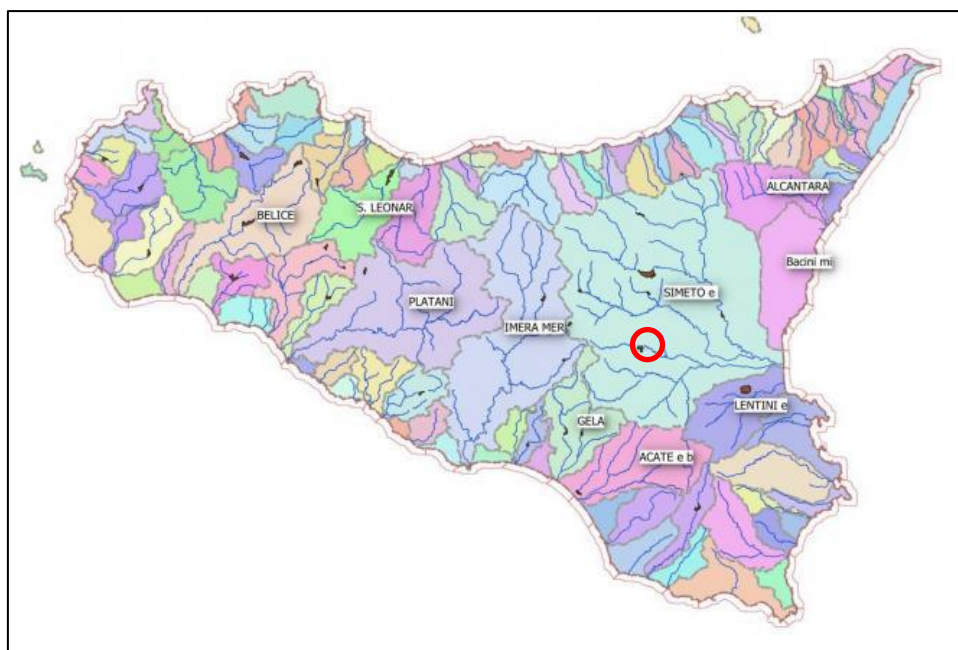 ALCANTARA
BELICE
S. LEONAR
Bacini mi
SIMETO e
PLATANI
IMERA MER
LENTINI e
GELA
ACATE e b